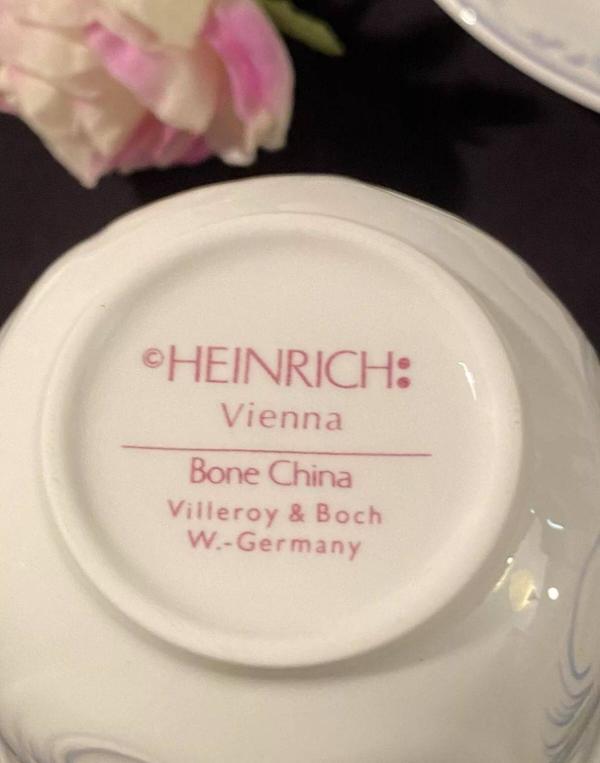 ©HEINRICH:
Vienna
Bone China
Villeroy & Boch
W.-Germany